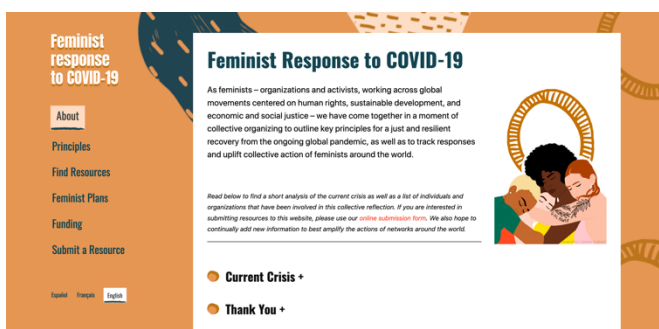 Feminist
response
to COVID-19
About
Principles
Find Resources
Feminist Plans
Funding
Submit a Resource
Español Français English
Feminist Response to COVID-19
As feminists – organizations and activists, working across global
movements centered on human rights, sustainable development, and
economic and social justice – we have come together in a moment of
collective organizing to outline key principles for a just and resilient
recovery from the ongoing global pandemic, as well as to track responses
and uplift collective action of feminists around the world.
Read below to find a short analysis of the current crisis as well as a list of individuals and
organizations that have been involved in this collective reflection. If you are interested in
submitting resources to this website, please use our online submission form. We also hope to
continually add new information to best amplify the actions of networks around the world.
Current Crisis +
Thank You +